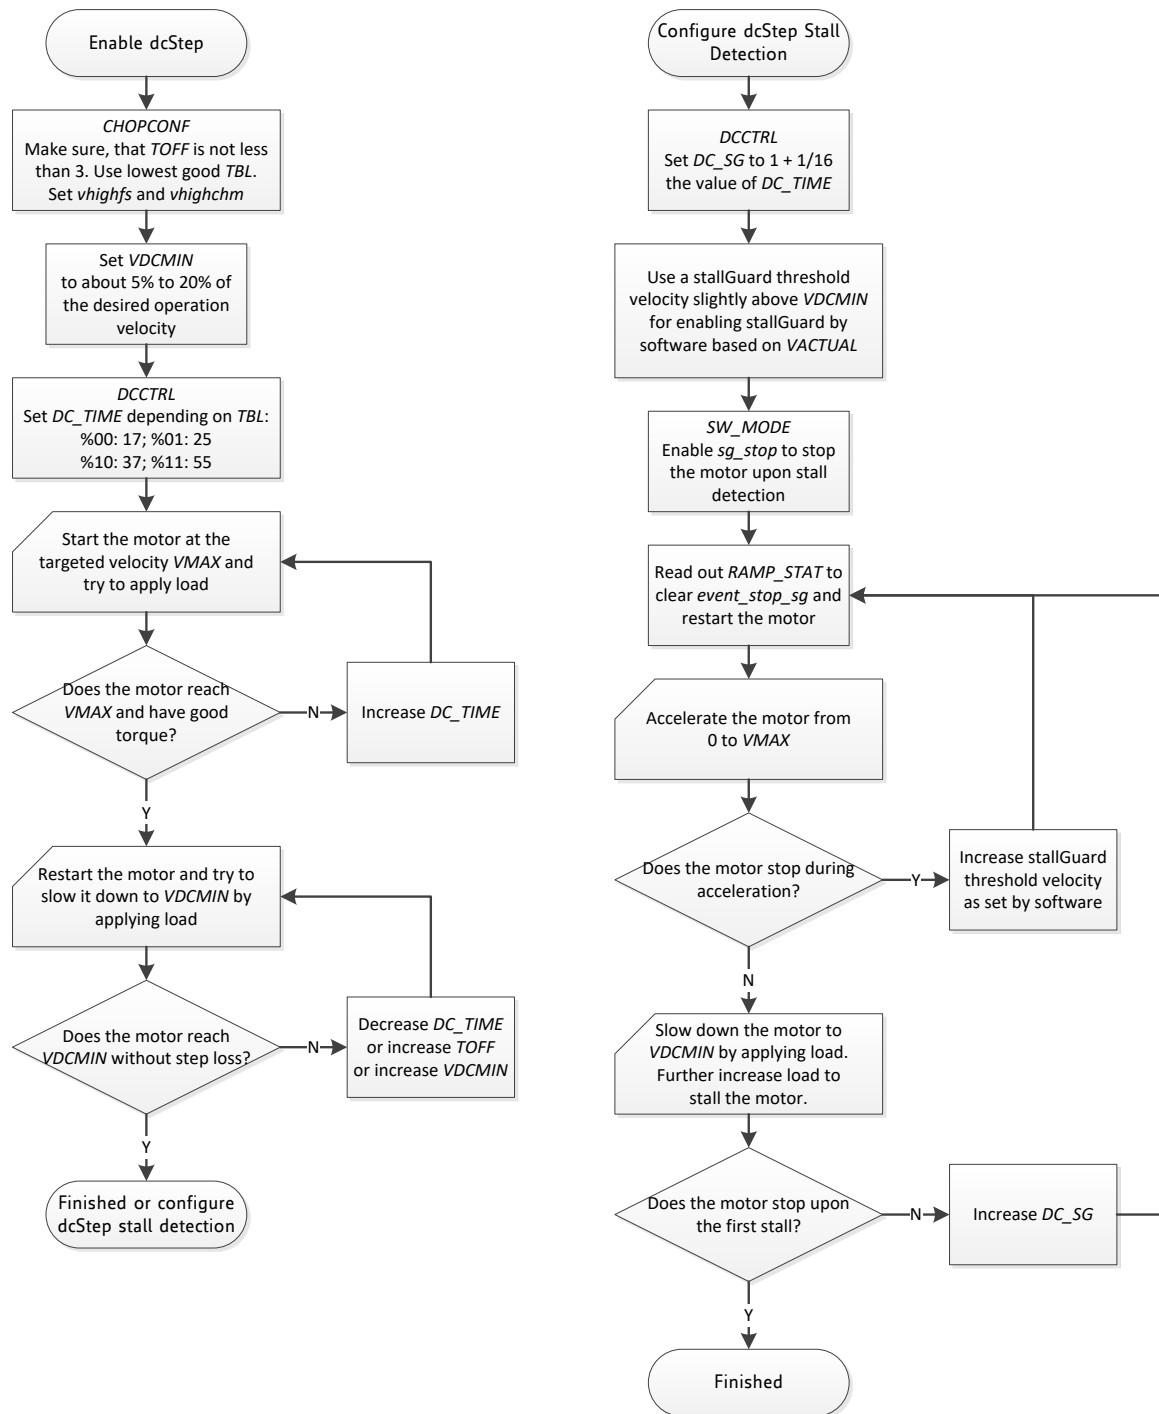 Enable dcStep
CHOPCONF
Make sure, that TOFF is not less
than 3. Use lowest good TBL.
Set vhighfs and vhighchm
Set VDCMIN
to about 5% to 20% of
the desired operation
velocity
DCCTRL
Set DC_TIME depending on TBL:
%00: 17; %01: 25
%10: 37; %11: 55
Start the motor at the
targeted velocity VMAX and
try to apply load
Does the motor reach
VMAX and have good
torque?
N
Increase DC_TIME
Y
Restart the motor and try to
slow it down to VDCMIN by
applying load
Does the motor reach
VDCMIN without step loss?
N
Decrease DC_TIME
or increase TOFF
or increase VDCMIN
Y
Finished or configure
dcStep stall detection
Configure dcStep Stall
Detection
DCCTRL
Set DC_SG to 1 + 1/16
the value of DC_TIME
Use a stallGuard threshold
velocity slightly above VDCMIN
for enabling stallGuard by
software based on VACTUAL
SW_MODE
Enable sg_stop to stop
the motor upon stall
detection
Read out RAMP_STAT to
clear event_stop_sg and
restart the motor
Accelerate the motor from
0 to VMAX
Does the motor stop during
acceleration?
Y
Increase stallGuard
threshold velocity
as set by software
N
Slow down the motor to
VDCMIN by applying load.
Further increase load to
stall the motor.
Does the motor stop upon
the first stall?
N
Increase DC_SG
Y
Finished